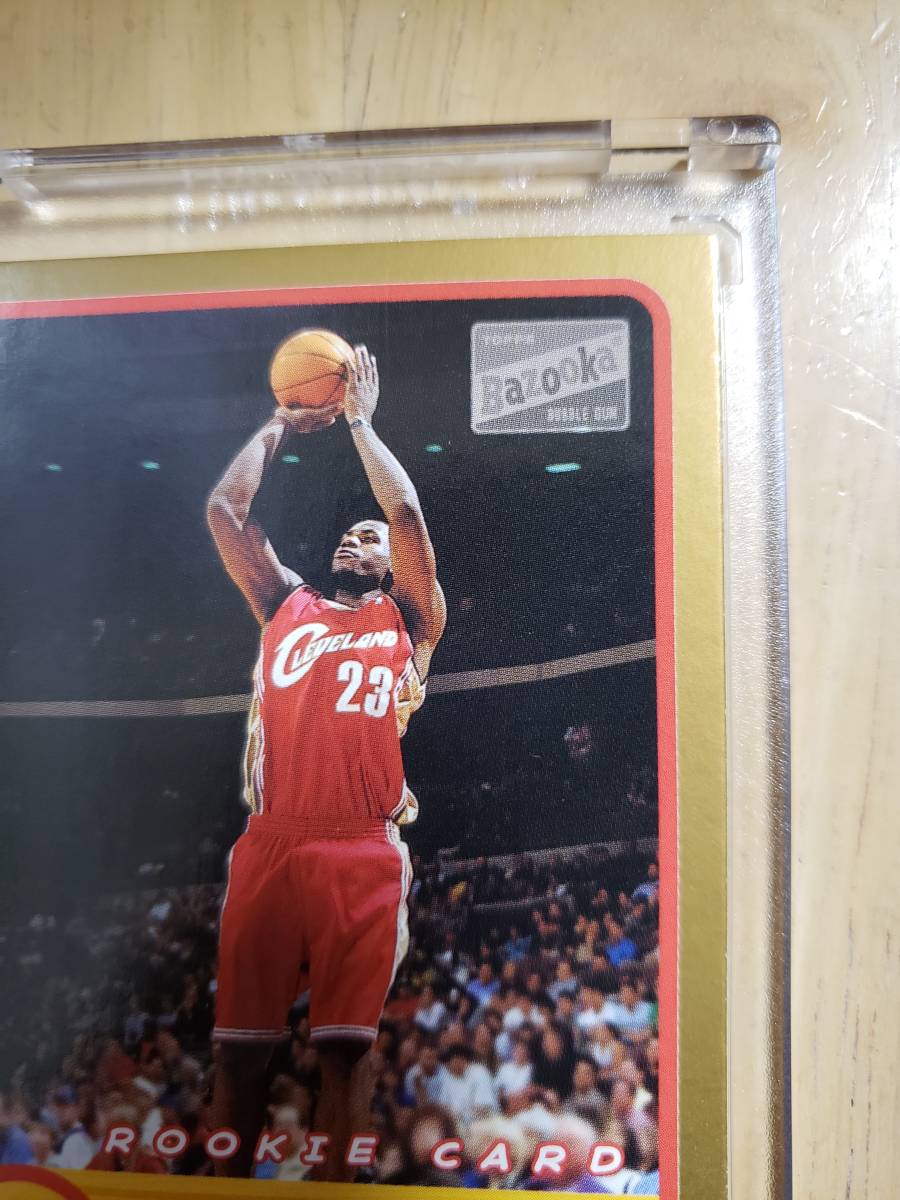 TOPPS
Bazooka
BUBBLE GUM
CLEVELAND
23
ROOKIE CARD